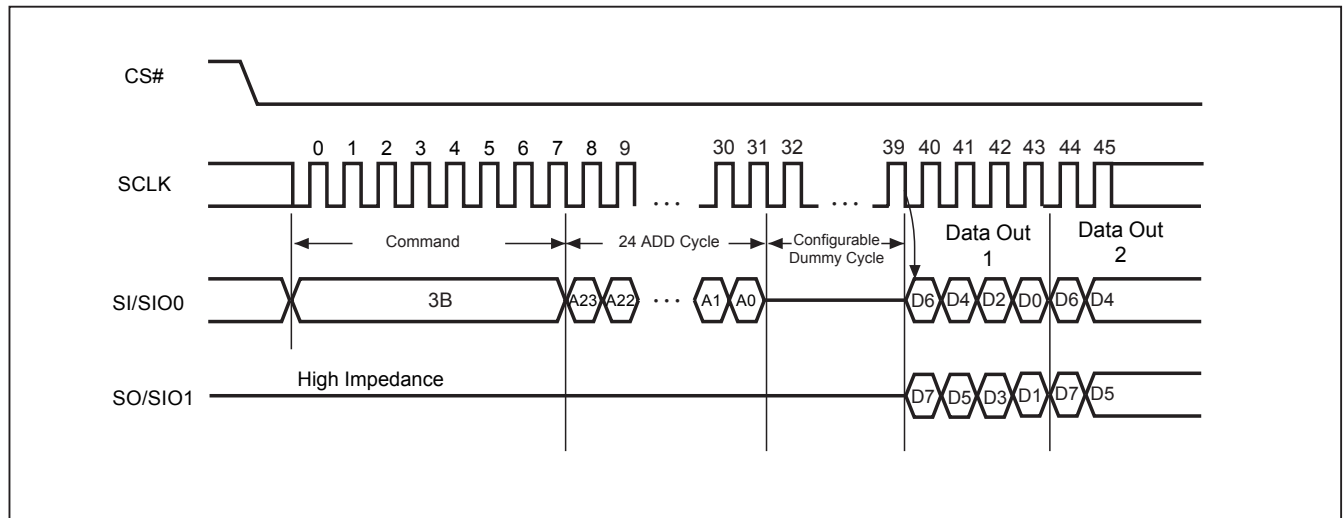 CS#
0 1 2 3 4 5 6 7 8 9 30 31 32 39 40 41 42 43 44 45
SCLK
... ...
Command 24 ADD Cycle Configurable Dummy Cycle Data Out 1 Data Out 2
SI/SIO0 3B A23 A22 ... A1 A0 D6 D4 D2 D0 D6 D4
High Impedance
SO/SIO1 D7 D5 D3 D1 D7 D5